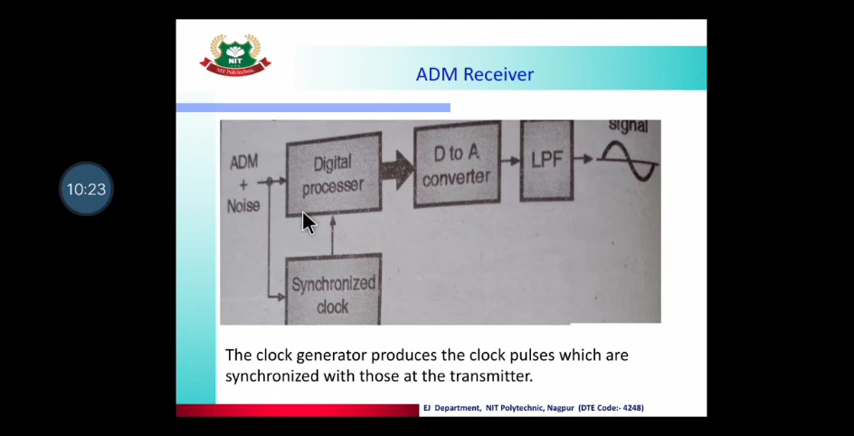 NIT
NIT Polytechnic
ADM Receiver
signal
ADM
+
Noise
Digital
processer
D to A
converter
LPF
Synchronized
clock
10:23
The clock generator produces the clock pulses which are
synchronized with those at the transmitter.
EJ Department, NIT Polytechnic, Nagpur (DTE Code:- 4248)